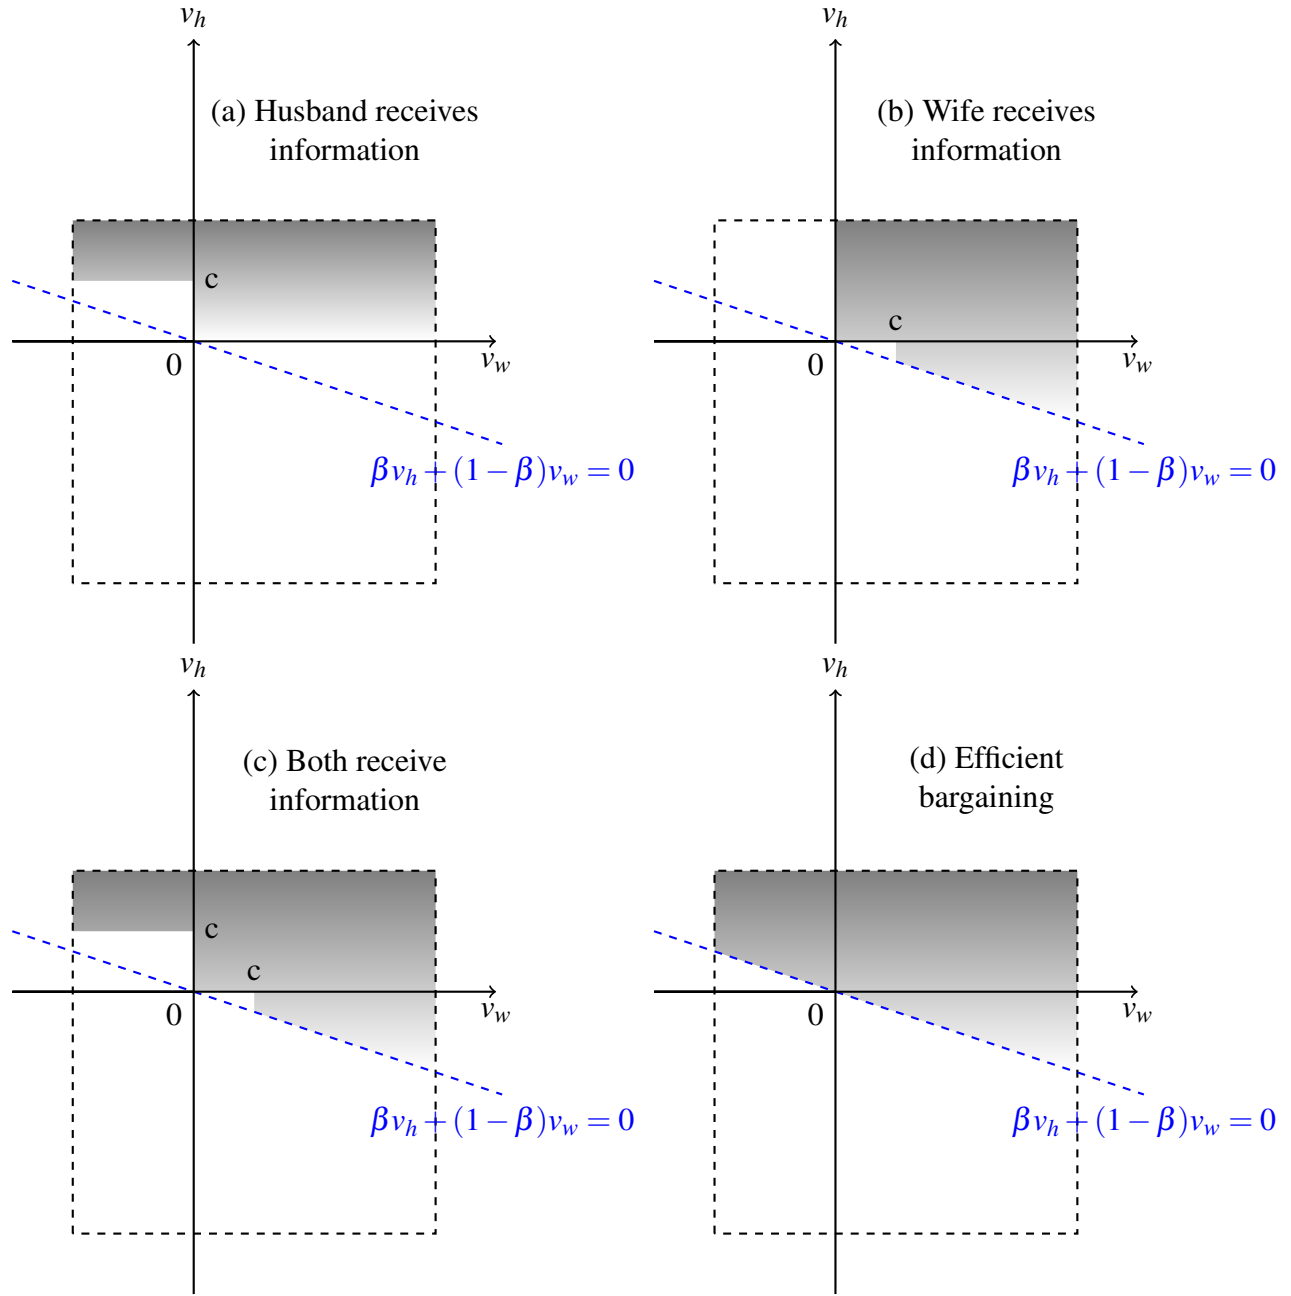 v_h
(a) Husband receives
information
c
0
v_w
βv_h + (1 − β)v_w = 0
v_h
(b) Wife receives
information
c
0
v_w
βv_h + (1 − β)v_w = 0
v_h
(c) Both receive
information
c
c
0
v_w
βv_h + (1 − β)v_w = 0
v_h
(d) Efficient
bargaining
0
v_w
βv_h + (1 − β)v_w = 0